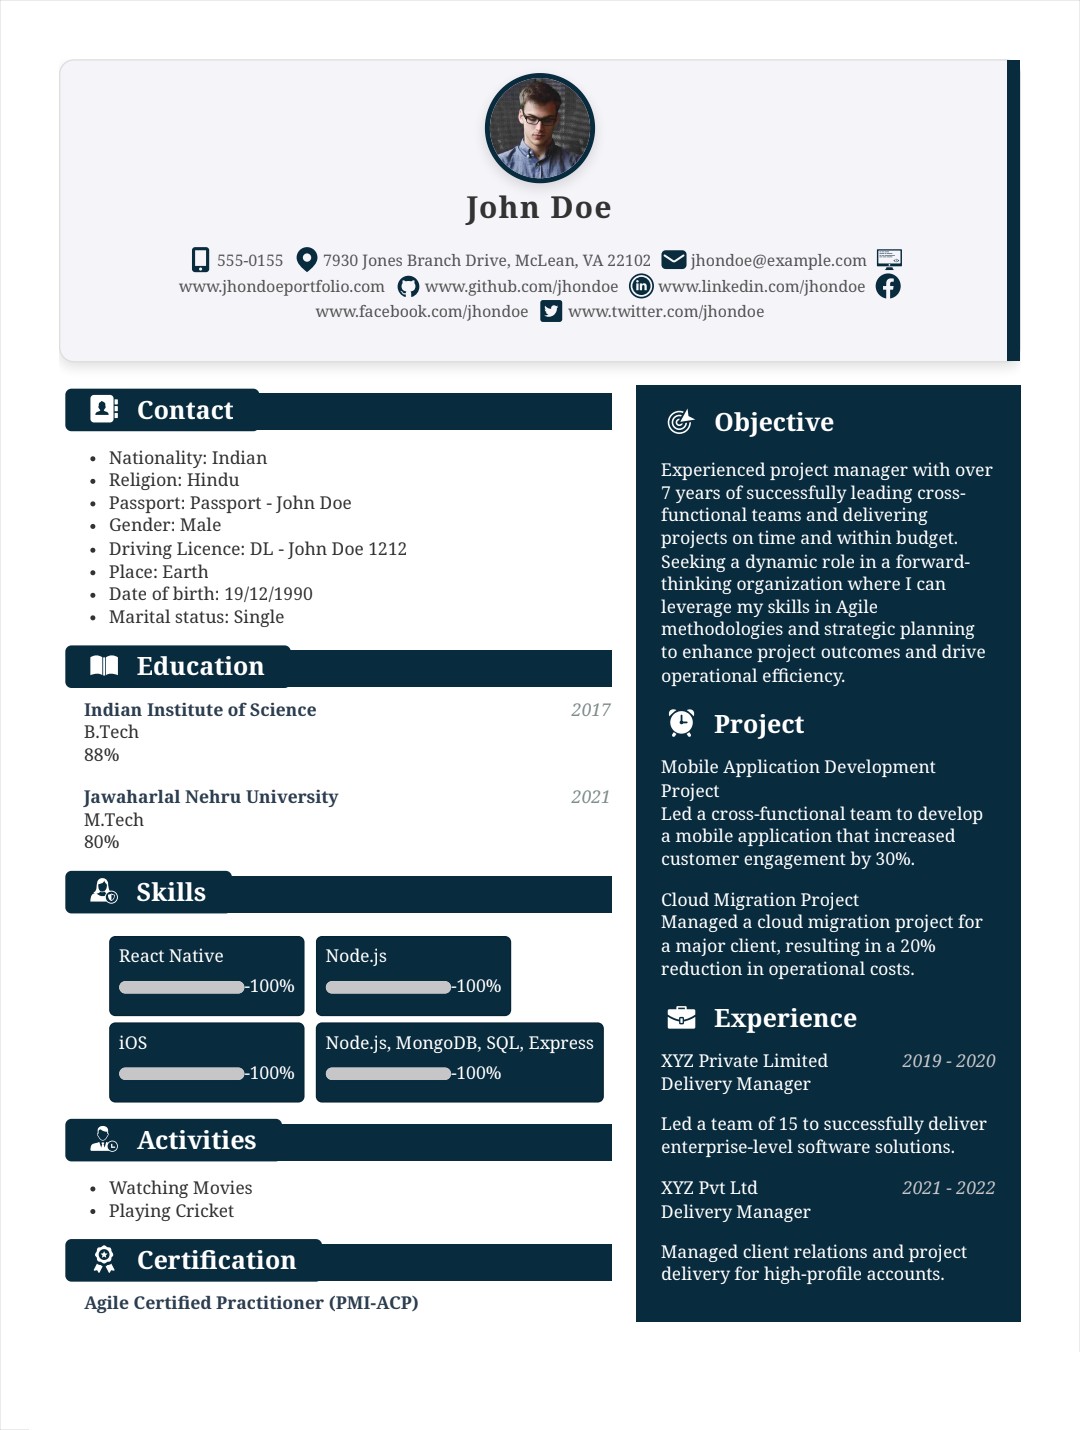 John Doe
555-0155 7930 Jones Branch Drive, McLean, VA 22102 jhondoe@example.com
www.jhondoeportfolio.com www.github.com/jhondoe www.linkedin.com/jhondoe
www.facebook.com/jhondoe www.twitter.com/jhondoe
Contact
• Nationality: Indian
• Religion: Hindu
• Passport: Passport - John Doe
• Gender: Male
• Driving Licence: DL - John Doe 1212
• Place: Earth
• Date of birth: 19/12/1990
• Marital status: Single
Education
Indian Institute of Science 2017
B.Tech
88%
Jawaharlal Nehru University 2021
M.Tech
80%
Skills
React Native
-100%
Node.js
-100%
iOS
-100%
Node.js, MongoDB, SQL, Express
-100%
Activities
• Watching Movies
• Playing Cricket
Certification
Agile Certified Practitioner (PMI-ACP)
Objective
Experienced project manager with over
7 years of successfully leading cross-
functional teams and delivering
projects on time and within budget.
Seeking a dynamic role in a forward-
thinking organization where I can
leverage my skills in Agile
methodologies and strategic planning
to enhance project outcomes and drive
operational efficiency.
Project
Mobile Application Development
Project
Led a cross-functional team to develop
a mobile application that increased
customer engagement by 30%.
Cloud Migration Project
Managed a cloud migration project for
a major client, resulting in a 20%
reduction in operational costs.
Experience
XYZ Private Limited 2019 - 2020
Delivery Manager
Led a team of 15 to successfully deliver
enterprise-level software solutions.
XYZ Pvt Ltd 2021 - 2022
Delivery Manager
Managed client relations and project
delivery for high-profile accounts.